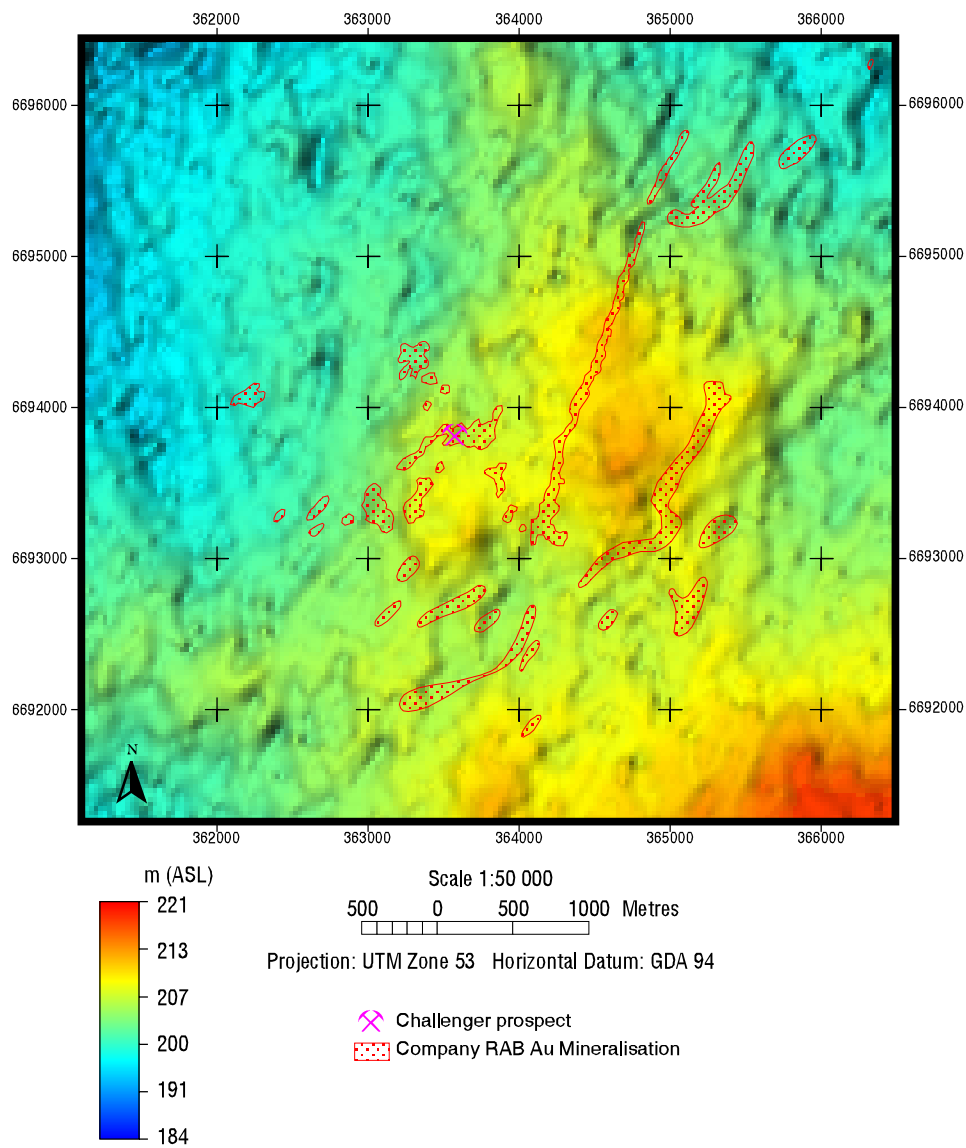 362000 363000 364000 365000 366000
6696000 6696000
6695000 6695000
6694000 6694000
6693000 6693000
6692000 6692000
N
362000 363000 364000 365000 366000
m (ASL)
221
213
207
200
191
184
Scale 1:50 000
500 0 500 1000 Metres
Projection: UTM Zone 53 Horizontal Datum: GDA 94
Challenger prospect
Company RAB Au Mineralisation